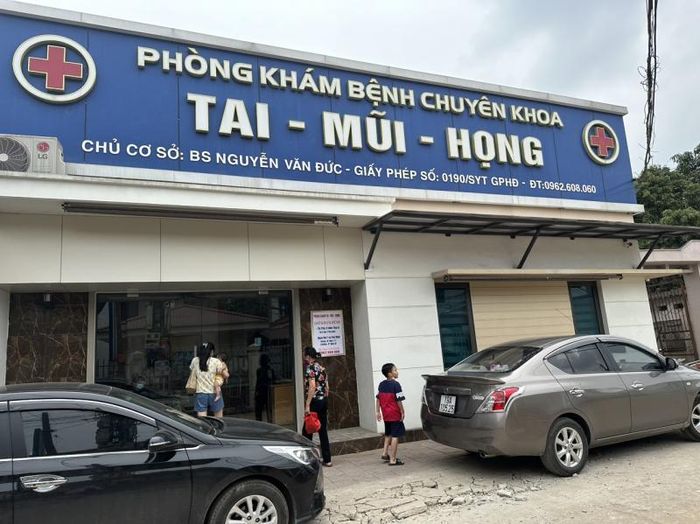 PHÒNG KHÁM BỆNH CHUYÊN KHOA
TAI - MŨI - HỌNG
CHỦ CƠ SỞ: BS NGUYỄN VĂN ĐỨC - GIẤY PHÉP SỐ: 0190/SYT GPHĐ - ĐT:0962.608.060
LG